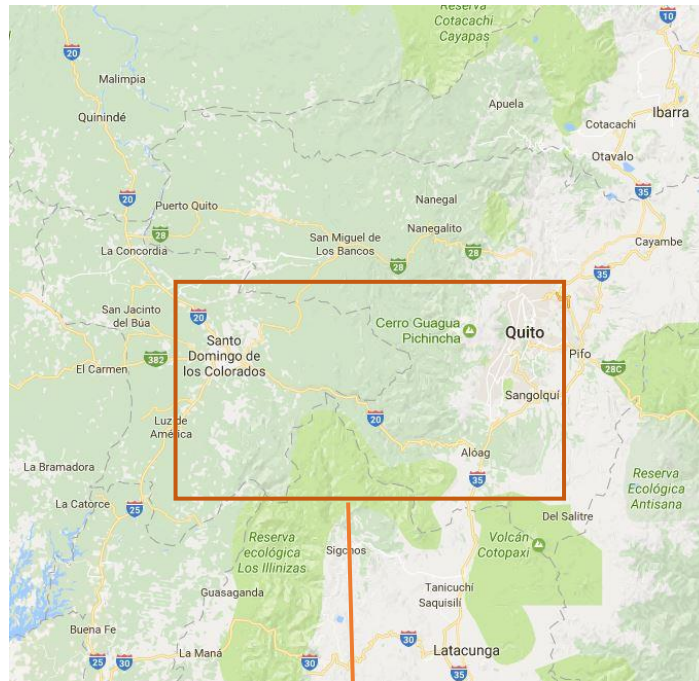 Reserva
Cotacachi
Cayapas
10
20
Malimpia
Apuela
Ibarra
Quinindé
Cotacachi
Otavalo
35
20
Nanegal
Puerto Quito
Nanegalito
28
San Miguel de
Los Bancos
Cayambe
La Concordia
28
28
35
San Jacinto
del Búa
20
Cerro Guagua
Pichincha
Quito
Santo
Domingo de
los Colorados
382
El Carmen
Pifo
28C
Sangolquí
Luz de
América
20
Alóag
La Bramadora
35
Reserva
Ecológica
Antisana
La Catorce
25
Del Salitre
Reserva
ecológica
Los Illinizas
Sigchos
Volcán
Cotopaxi
Guasaganda
Tanicuchí
Saquisilí
Buena Fe
30
La Maná
Latacunga
25
30
30
35